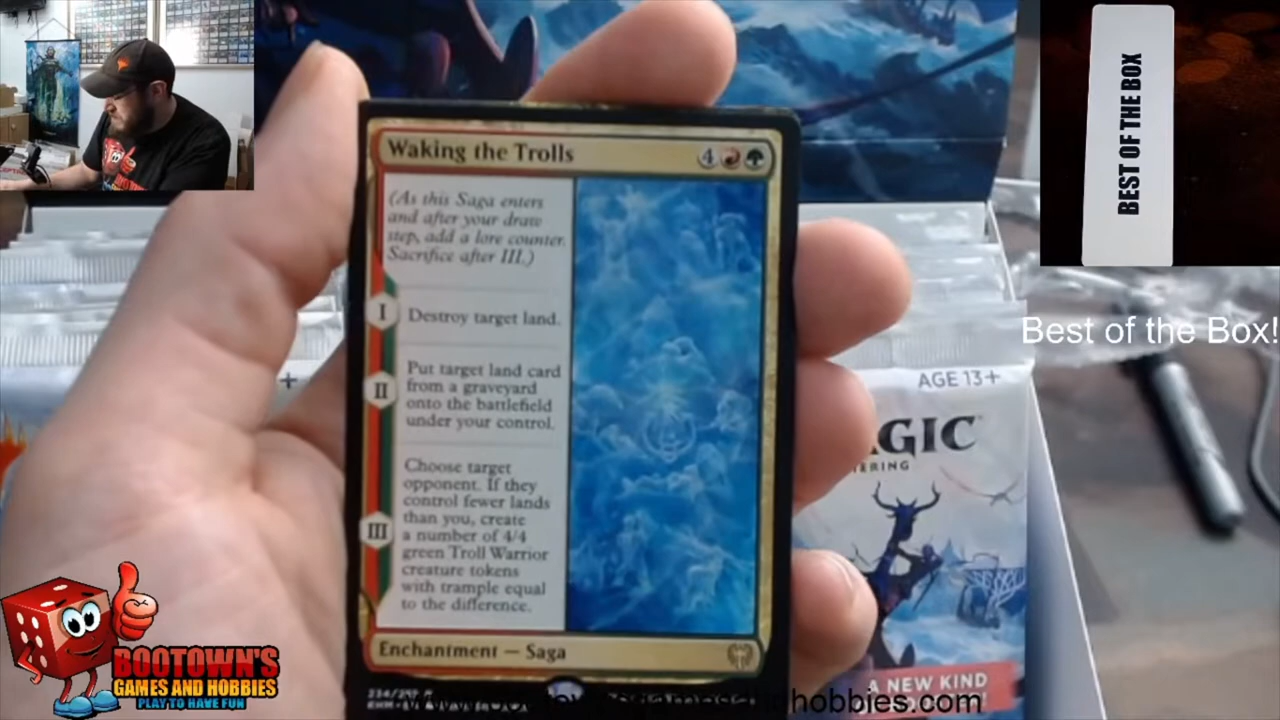 Waking the Trolls
4
(As this Saga enters
and after your draw
step, add a lore counter.
Sacrifice after III.)
I
Destroy target land.
II
Put target land card
from a graveyard
onto the battlefield
under your control.
III
Choose target
opponent. If they
control fewer lands
than you, create
a number of 4/4
green Troll Warrior
creature tokens
with trample equal
to the difference.
Enchantment — Saga
BEST OF THE BOX
Best of the Box!
AGE 13+
AGIC
ERING
A NEW KIND
BOOTOWN'S
GAMES AND HOBBIES
PLAY TO HAVE FUN
hobbies.com